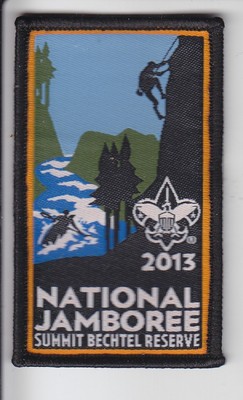 2013
NATIONAL
JAMBOREE
SUMMIT BECHTEL RESERVE